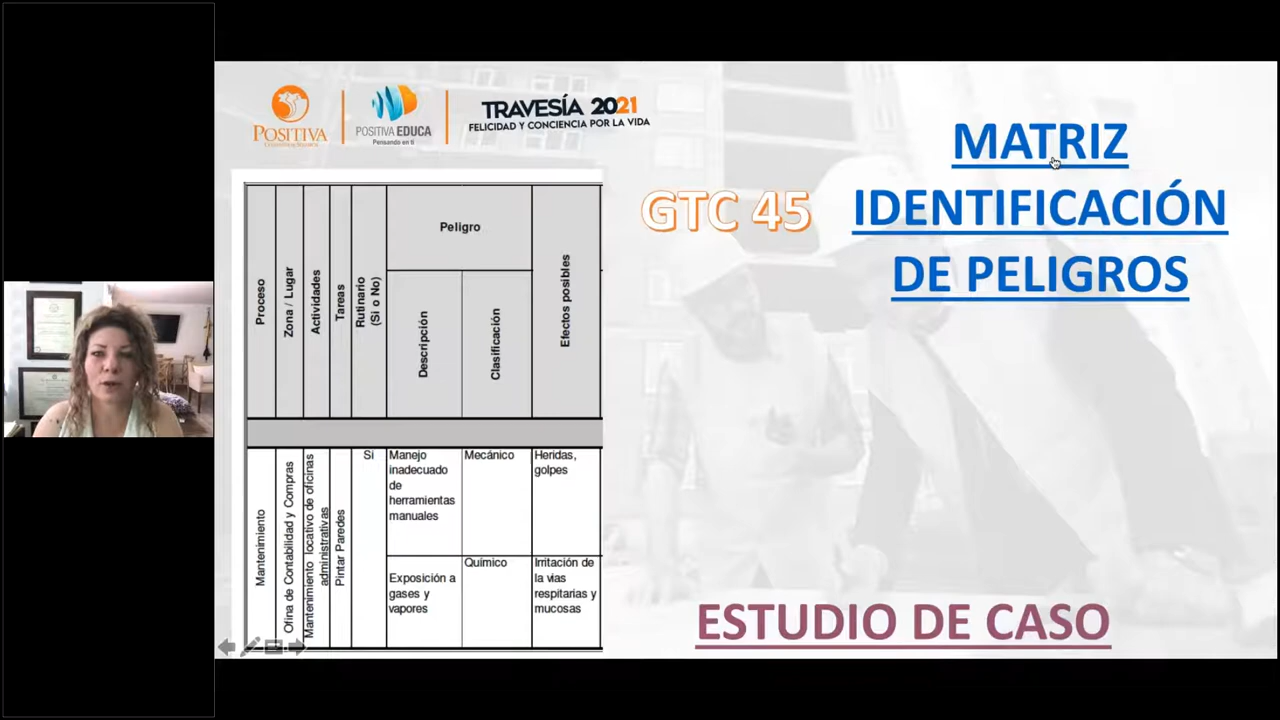 POSITIVA
POSITIVA EDUCA
Pensando en ti
TRAVESÍA 2021
FELICIDAD Y CONCIENCIA POR LA VIDA
MATRIZ
IDENTIFICACIÓN
DE PELIGROS
GTC 45
Proceso
Zona / Lugar
Actividades
Tareas
Rutinario
(Si o No)
Peligro
Descripción
Clasificación
Efectos posibles
Mantenimiento
Ofina de Contabilidad y Compras
Mantenimiento locativo de oficinas
administrativas
Pintar Paredes
Si
Manejo
inadecuado
de
herramientas
manuales
Mecánico
Heridas,
golpes
Exposición a
gases y
vapores
Químico
Irritación de
la vias
respitarias y
mucosas
ESTUDIO DE CASO